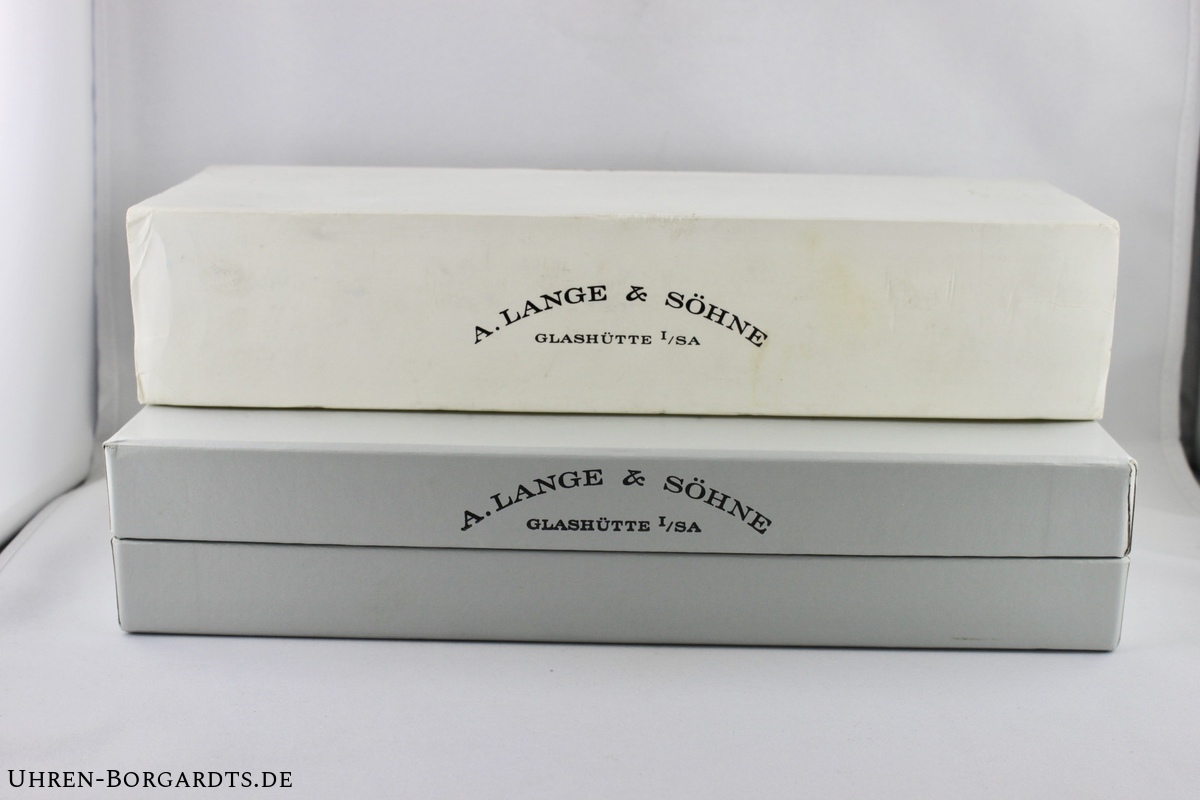 A. LANGE & SÖHNE
GLASHÜTTE I/SA
A. LANGE & SÖHNE
GLASHÜTTE I/SA
UHREN-BORGARDTS.DE